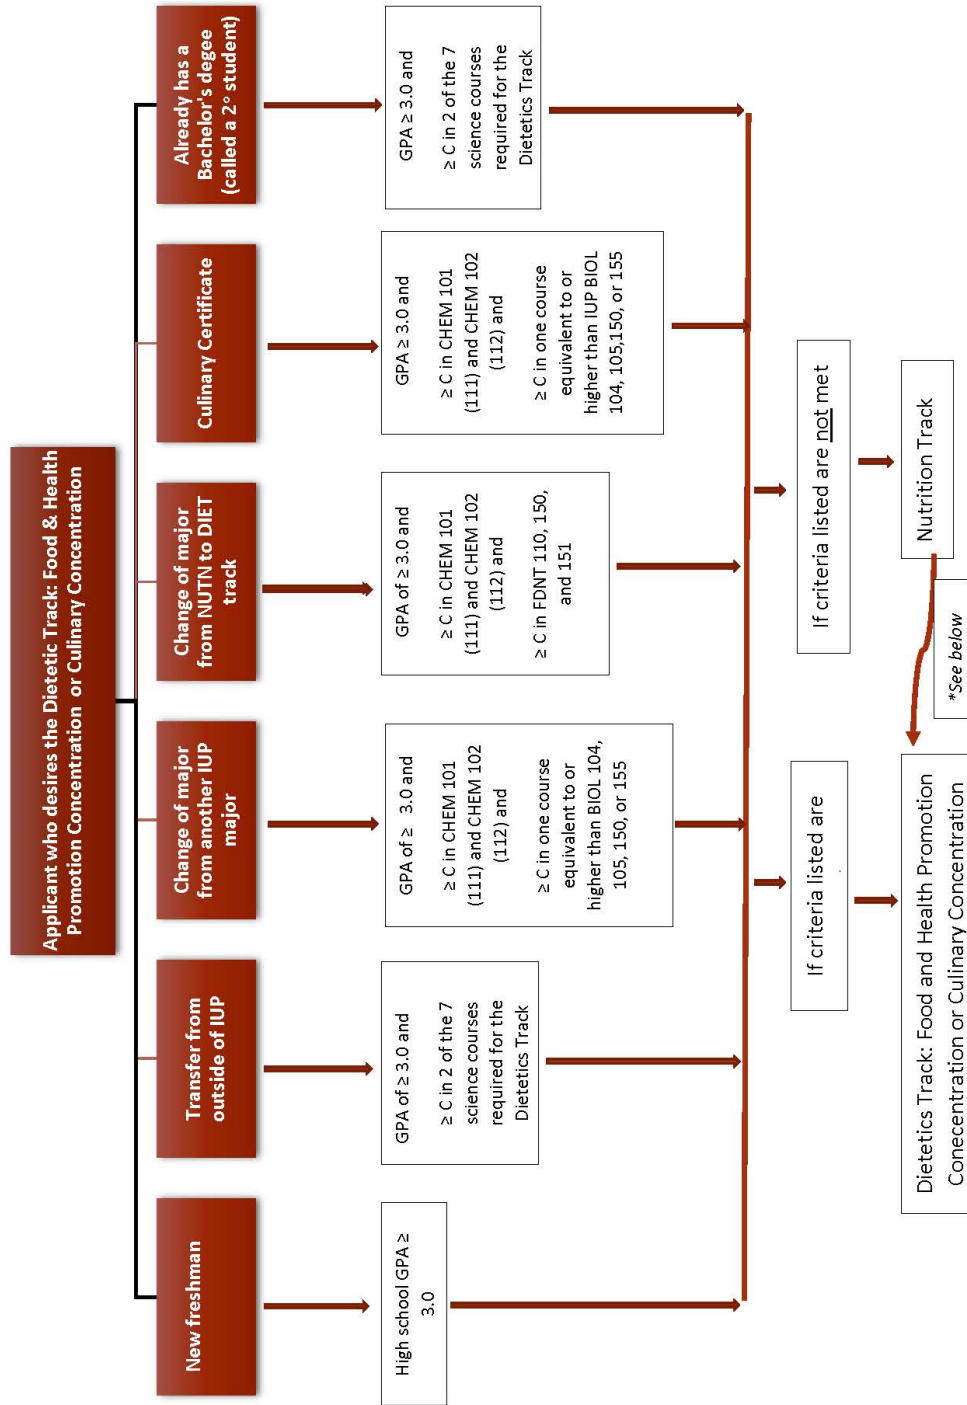 Applicant who desires the Dietetic Track: Food & Health
Promotion Concentration or Culinary Concentration
New freshman
Transfer from
outside of IUP
Change of major
from another IUP
major
Change of major
from NUTN to DIET
track
Culinary Certificate
Already has a
Bachelor's degee
(called a 2° student)
High school GPA ≥
3.0
GPA of ≥ 3.0 and
≥ C in 2 of the 7
science courses
required for the
Dietetics Track
GPA of ≥ 3.0 and
≥ C in CHEM 101
(111) and CHEM 102
(112) and
≥ C in one course
equivalent to or
higher than BIOL 104,
105, 150, or 155
GPA of ≥ 3.0 and
≥ C in CHEM 101
(111) and CHEM 102
(112) and
≥ C in FDNT 110, 150,
and 151
GPA ≥ 3.0 and
≥ C in CHEM 101
(111) and CHEM 102
(112) and
≥ C in one course
equivalent to or
higher than IUP BIOL
104, 105,150, or 155
GPA ≥ 3.0 and
≥ C in 2 of the 7
science courses
required for the
Dietetics Track
If criteria listed are
If criteria listed are not met
Dietetics Track: Food and Health Promotion
Conecentration or Culinary Concentration
*See below
Nutrition Track